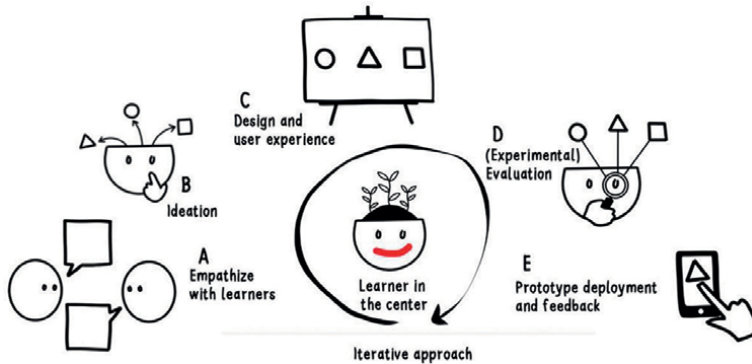 A
Empathize
with learners
B
Ideation
C
Design and
user experience
D
(Experimental)
Evaluation
E
Prototype deployment
and feedback
Learner in
the center
Iterative approach